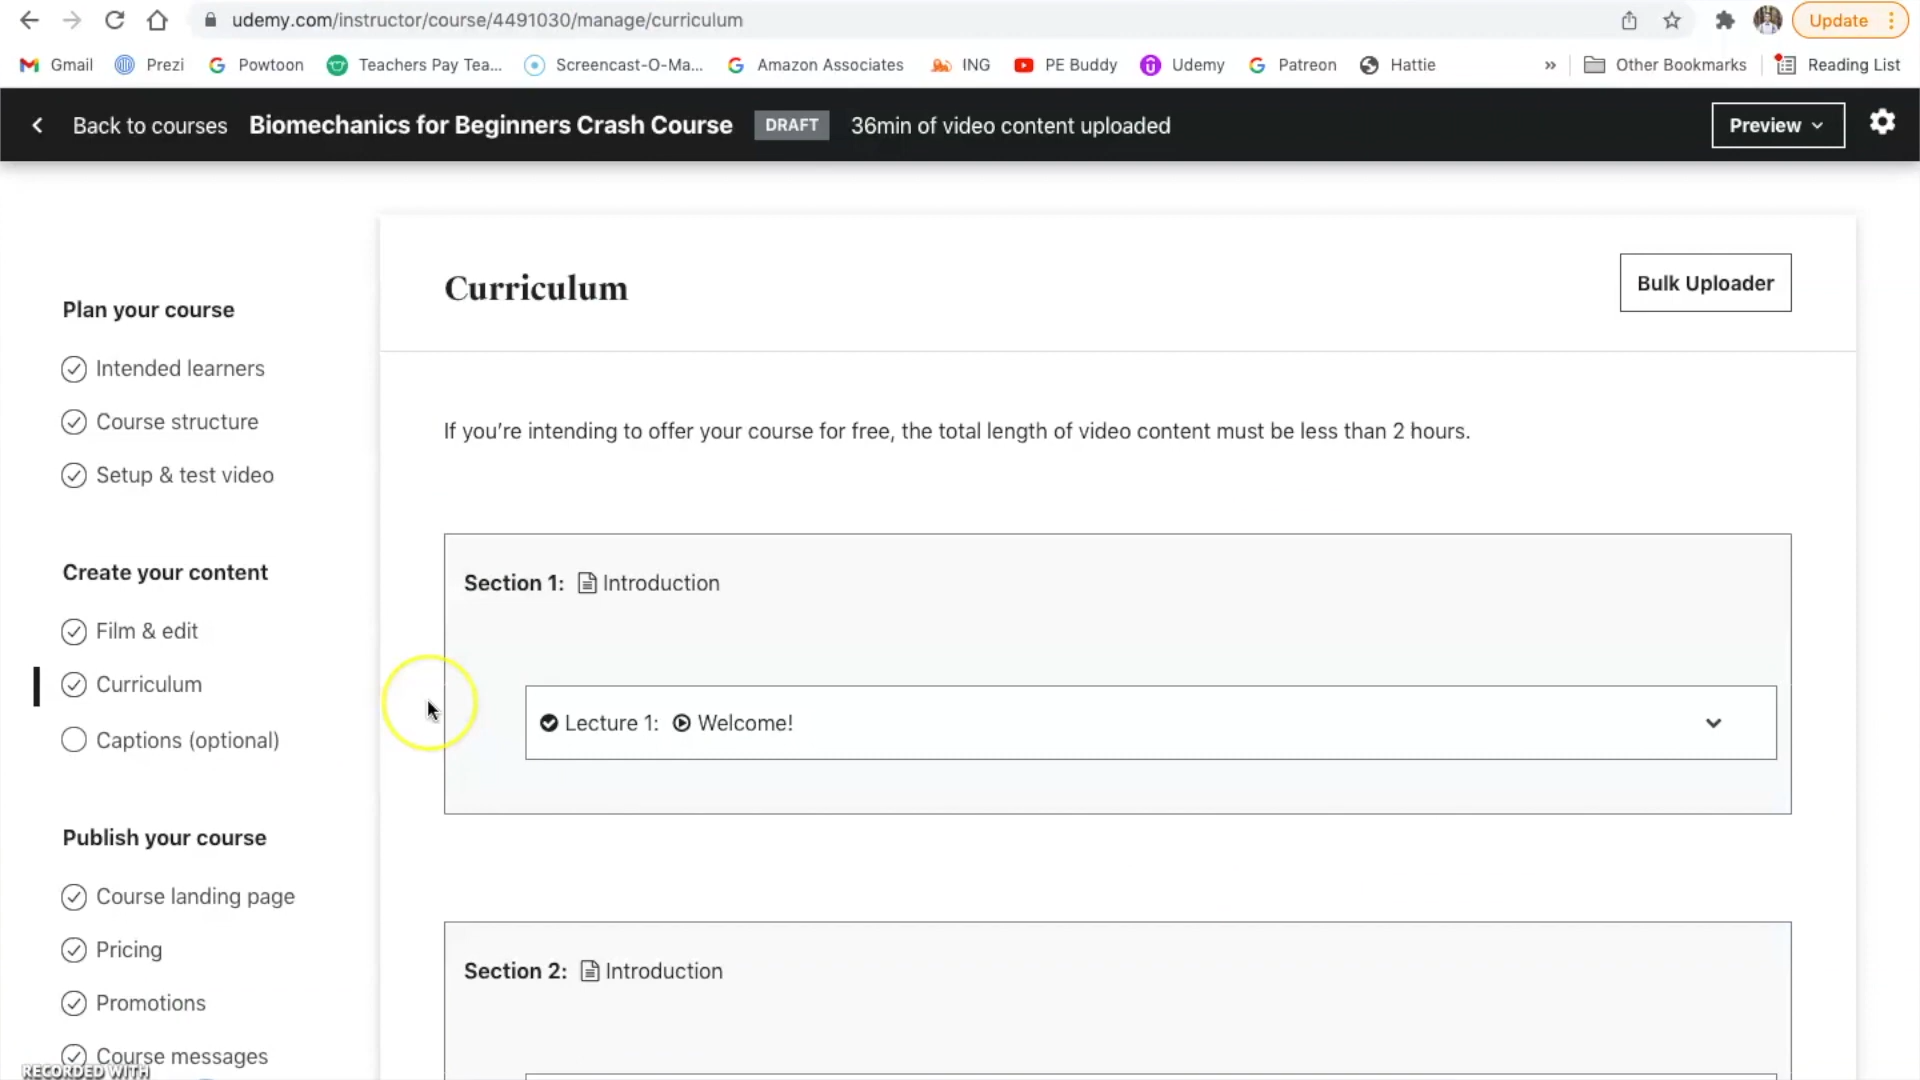 udemy.com/instructor/course/4491030/manage/curriculum
Update
Gmail Prezi Powtoon Teachers Pay Tea... Screencast-O-Ma... Amazon Associates ING PE Buddy Udemy Patreon Hattie » Other Bookmarks Reading List
Back to courses Biomechanics for Beginners Crash Course DRAFT 36min of video content uploaded Preview
Curriculum
Bulk Uploader
Plan your course
Intended learners
Course structure
Setup & test video
Create your content
Film & edit
Curriculum
Captions (optional)
Publish your course
Course landing page
Pricing
Promotions
Course messages
If you’re intending to offer your course for free, the total length of video content must be less than 2 hours.
Section 1: Introduction
Lecture 1: Welcome!
Section 2: Introduction
RECORDED WITH